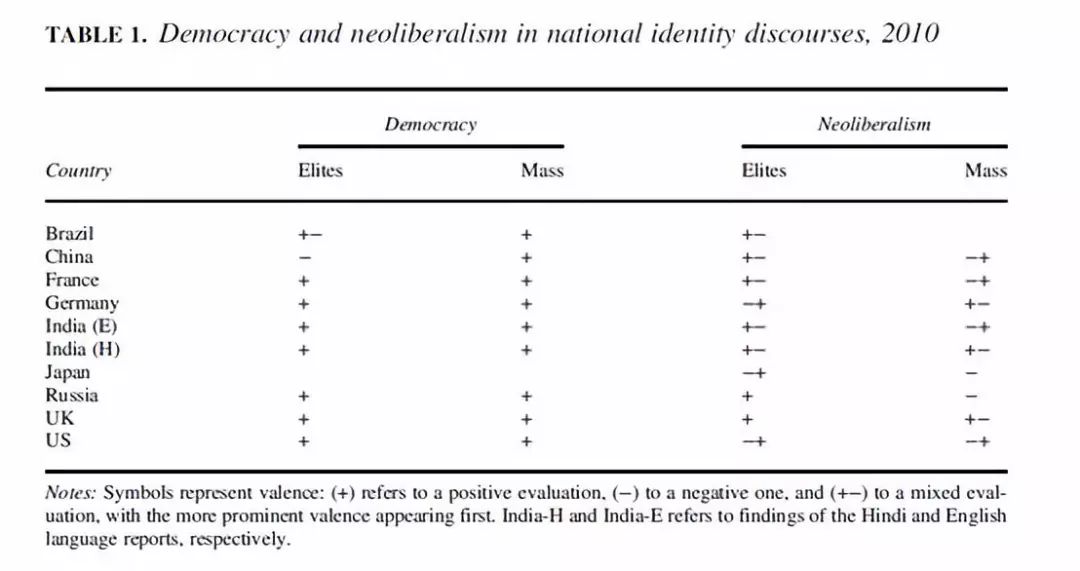 TABLE 1. Democracy and neoliberalism in national identity discourses, 2010
Democracy Neoliberalism
Country Elites Mass Elites Mass
Brazil +− + +−
China − + +− −+
France + + +− −+
Germany + + −+ +−
India (E) + + +− −+
India (H) + + +− +−
Japan −+ −
Russia + + + −
UK + + + +−
US + + −+ −+
Notes: Symbols represent valence: (+) refers to a positive evaluation, (−) to a negative one, and (+−) to a mixed eval-
uation, with the more prominent valence appearing first. India-H and India-E refers to findings of the Hindi and English
language reports, respectively.